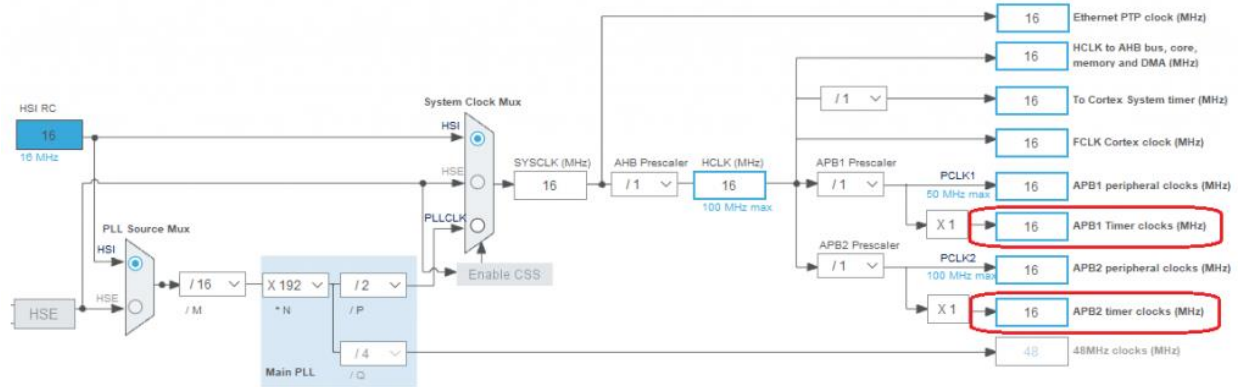 16
Ethernet PTP clock (MHz)
16
HCLK to AHB bus, core,
memory and DMA (MHz)
HSI RC
16
16 MHz
System Clock Mux
HSI
HSE
PLLCLK
Enable CSS
SYSCLK (MHz)
16
AHB Prescaler
/ 1
HCLK (MHz)
16
100 MHz max
/ 1
16
To Cortex System timer (MHz)
16
FCLK Cortex clock (MHz)
APB1 Prescaler
/ 1
PCLK1
50 MHz max
16
APB1 peripheral clocks (MHz)
X 1
16
APB1 Timer clocks (MHz)
APB2 Prescaler
/ 1
PCLK2
100 MHz max
16
APB2 peripheral clocks (MHz)
X 1
16
APB2 timer clocks (MHz)
PLL Source Mux
HSI
HSE
HSE
/ 16
/ M
X 192
* N
/ 2
/ P
/ 4
/ Q
Main PLL
48
48MHz clocks (MHz)